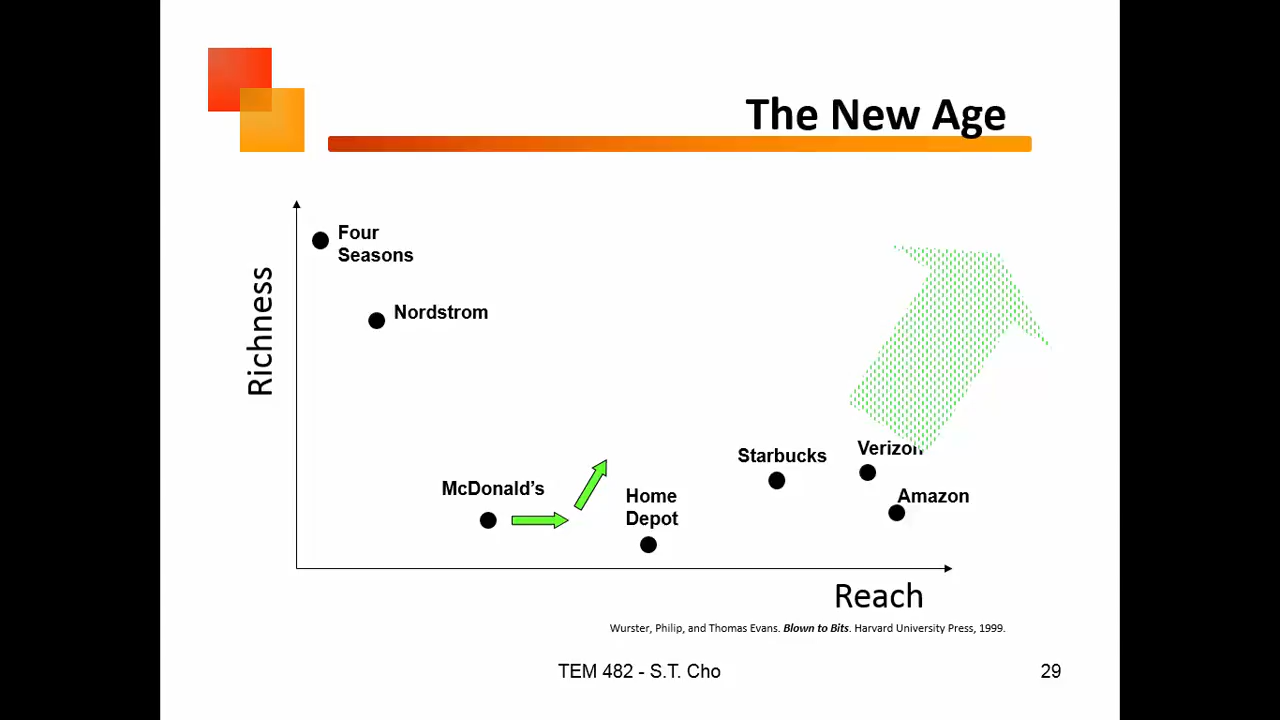 The New Age
Four
Seasons
Nordstrom
Richness
Starbucks
Verizon
McDonald's
Home
Depot
Amazon
Reach
Wurster, Philip, and Thomas Evans. Blown to Bits. Harvard University Press, 1999.
TEM 482 - S.T. Cho
29